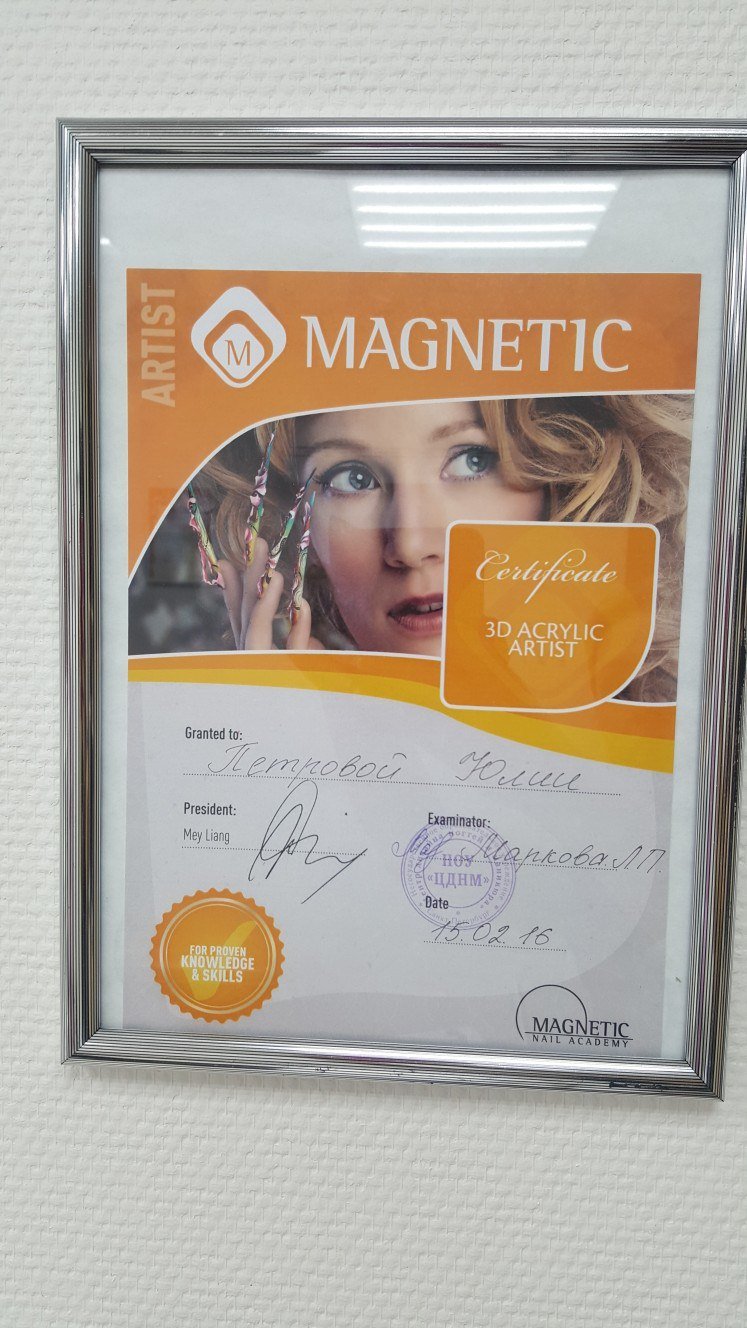 ARTIST
M
MAGNETIC
Certificate
3D ACRYLIC
ARTIST
Granted to:
Петровой Юлии
President:
Mey Liang
Examinator:
Маркова Л.П.
ПОУ
«ЦДНМ»
Date
15.02.16
FOR PROVEN
KNOWLEDGE
& SKILLS
MAGNETIC
NAIL ACADEMY